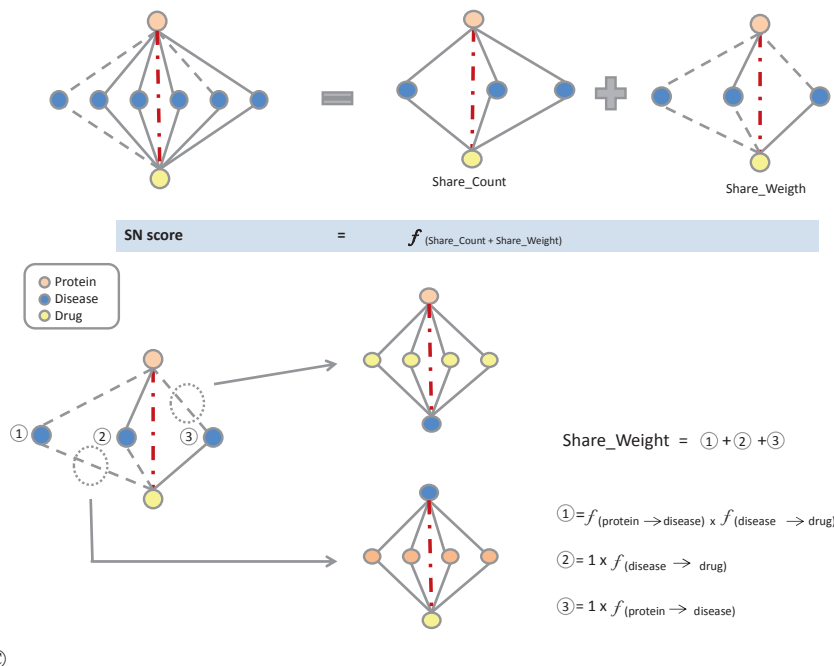 Share_Count
Share_Weigth
SN score = f (Share_Count + Share_Weight)
Protein
Disease
Drug
1
2
3
Share_Weight = ① + ② + ③
① = f (protein → disease) x f (disease → drug)
② = 1 x f (disease → drug)
③ = 1 x f (protein → disease)